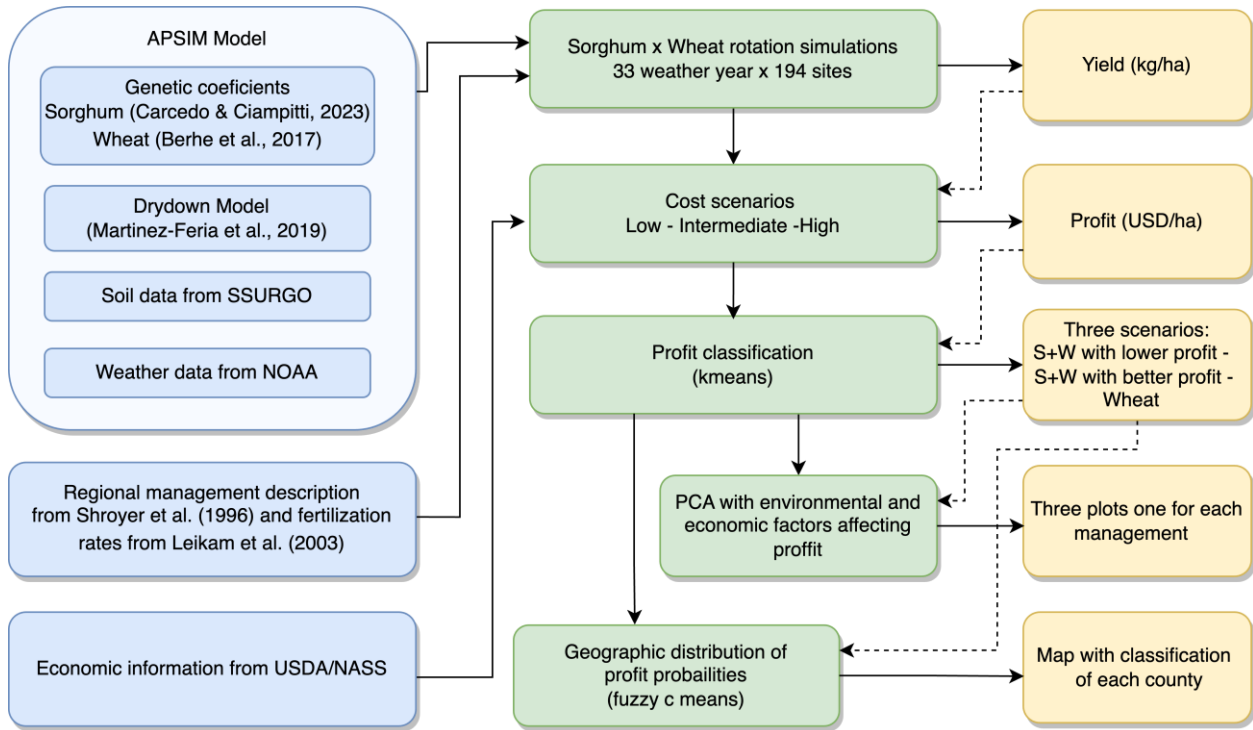 APSIM Model
Genetic coeficients
Sorghum (Carcedo & Ciampitti, 2023)
Wheat (Berhe et al., 2017)
Drydown Model
(Martinez-Feria et al., 2019)
Soil data from SSURGO
Weather data from NOAA
Regional management description
from Shroyer et al. (1996) and fertilization
rates from Leikam et al. (2003)
Economic information from USDA/NASS
Sorghum x Wheat rotation simulations
33 weather year x 194 sites
Cost scenarios
Low - Intermediate -High
Profit classification
(kmeans)
PCA with environmental and
economic factors affecting
proffit
Geographic distribution of
profit probailities
(fuzzy c means)
Yield (kg/ha)
Profit (USD/ha)
Three scenarios:
S+W with lower profit -
S+W with better profit -
Wheat
Three plots one for each
management
Map with classification
of each county